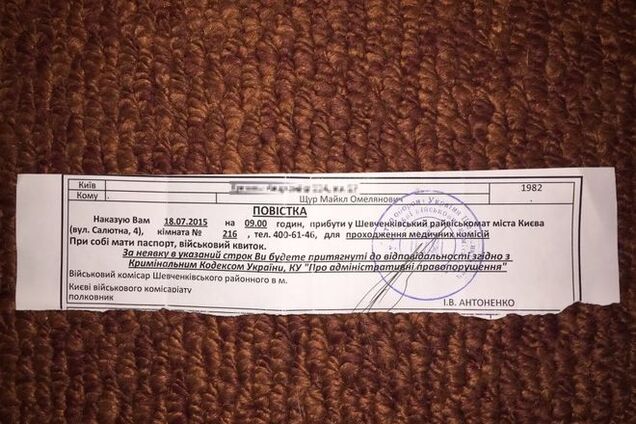 Київ
Кому . Щур Майкл Омелянович 1982
ПОВІСТКА
Наказую Вам 18.07.2015 на 09.00 годин, прибути у Шевченківський райвійськомат міста Києва
(вул. Салютна, 4), кімната № 216 , тел. 400-61-46, для проходження медичних комісій
При собі мати паспорт, військовий квиток.
За неявку в указаний строк Ви будете притягнуті до відповідальності згідно з
Кримінальним Кодексом України, КУ "Про адміністративні правопорушення"
Військовий комісар Шевченківського районного в м.
Києві військового комісаріату
полковник І.В. АНТОНЕНКО